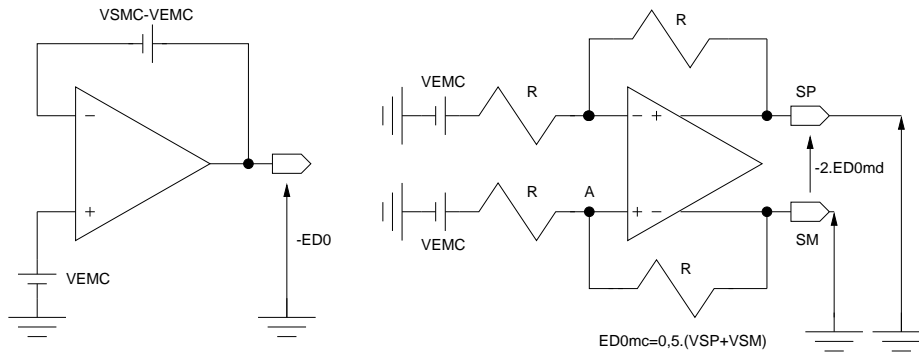 VSMC-VEMC
−
+
-ED0
VEMC
VEMC
R
R
SP
− +
-2.ED0md
R
A
+ −
VEMC
SM
R
ED0mc=0,5.(VSP+VSM)